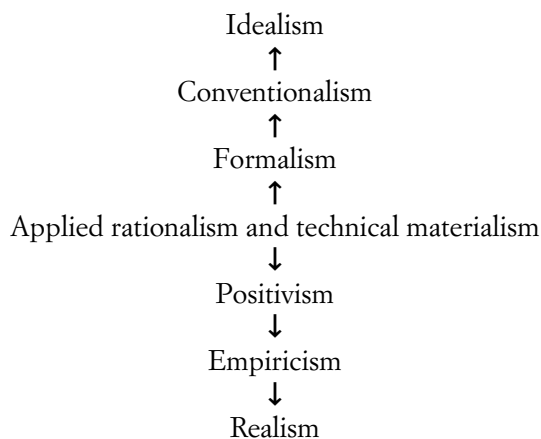 Idealism
↑
Conventionalism
↑
Formalism
↑
Applied rationalism and technical materialism
↓
Positivism
↓
Empiricism
↓
Realism